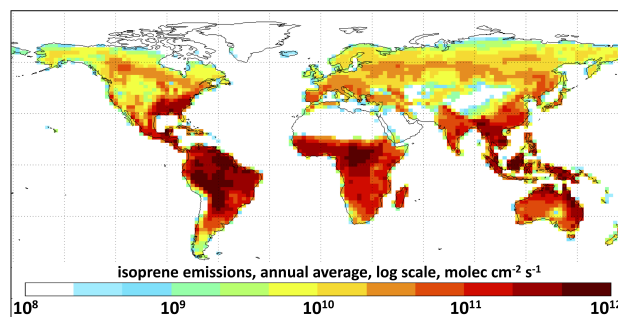 isoprene emissions, annual average, log scale, molec cm⁻² s⁻¹
10⁸ 10⁹ 10¹⁰ 10¹¹ 10¹²